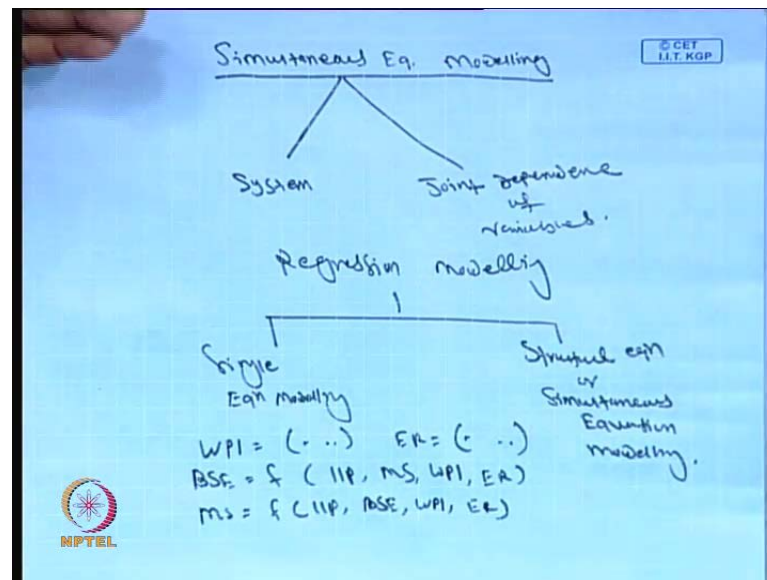 Simultaneous Eq. Modelling
© CET
I.I.T. KGP
System
Joint Dependence
of
variables.
Regression modelling
Single
Eqn Modelling
Structural eqn
or
Simultaneous
Equation
modelling.
WPI = (· ..) ER = (· ..)
BSE = f ( IIP, MS, WPI, ER )
MS = f ( IIP, BSE, WPI, ER )
NPTEL